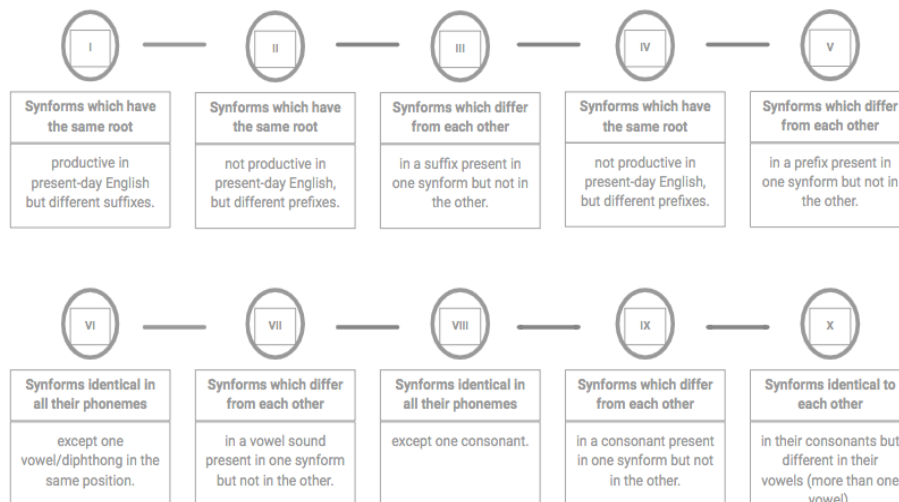 I
II
III
IV
V
Synforms which have
the same root
productive in
present-day English
but different suffixes.
Synforms which have
the same root
not productive in
present-day English,
but different prefixes.
Synforms which differ
from each other
in a suffix present in
one synform but not in
the other.
Synforms which have
the same root
not productive in
present-day English,
but different prefixes.
Synforms which differ
from each other
in a prefix present in
one synform but not in
the other.
VI
VII
VIII
IX
X
Synforms identical in
all their phonemes
except one
vowel/diphthong in the
same position.
Synforms which differ
from each other
in a vowel sound
present in one synform
but not in the other.
Synforms identical in
all their phonemes
except one consonant.
Synforms which differ
from each other
in a consonant present
in one synform but not
in the other.
Synforms identical to
each other
in their consonants but
different in their
vowels (more than one
vowel)